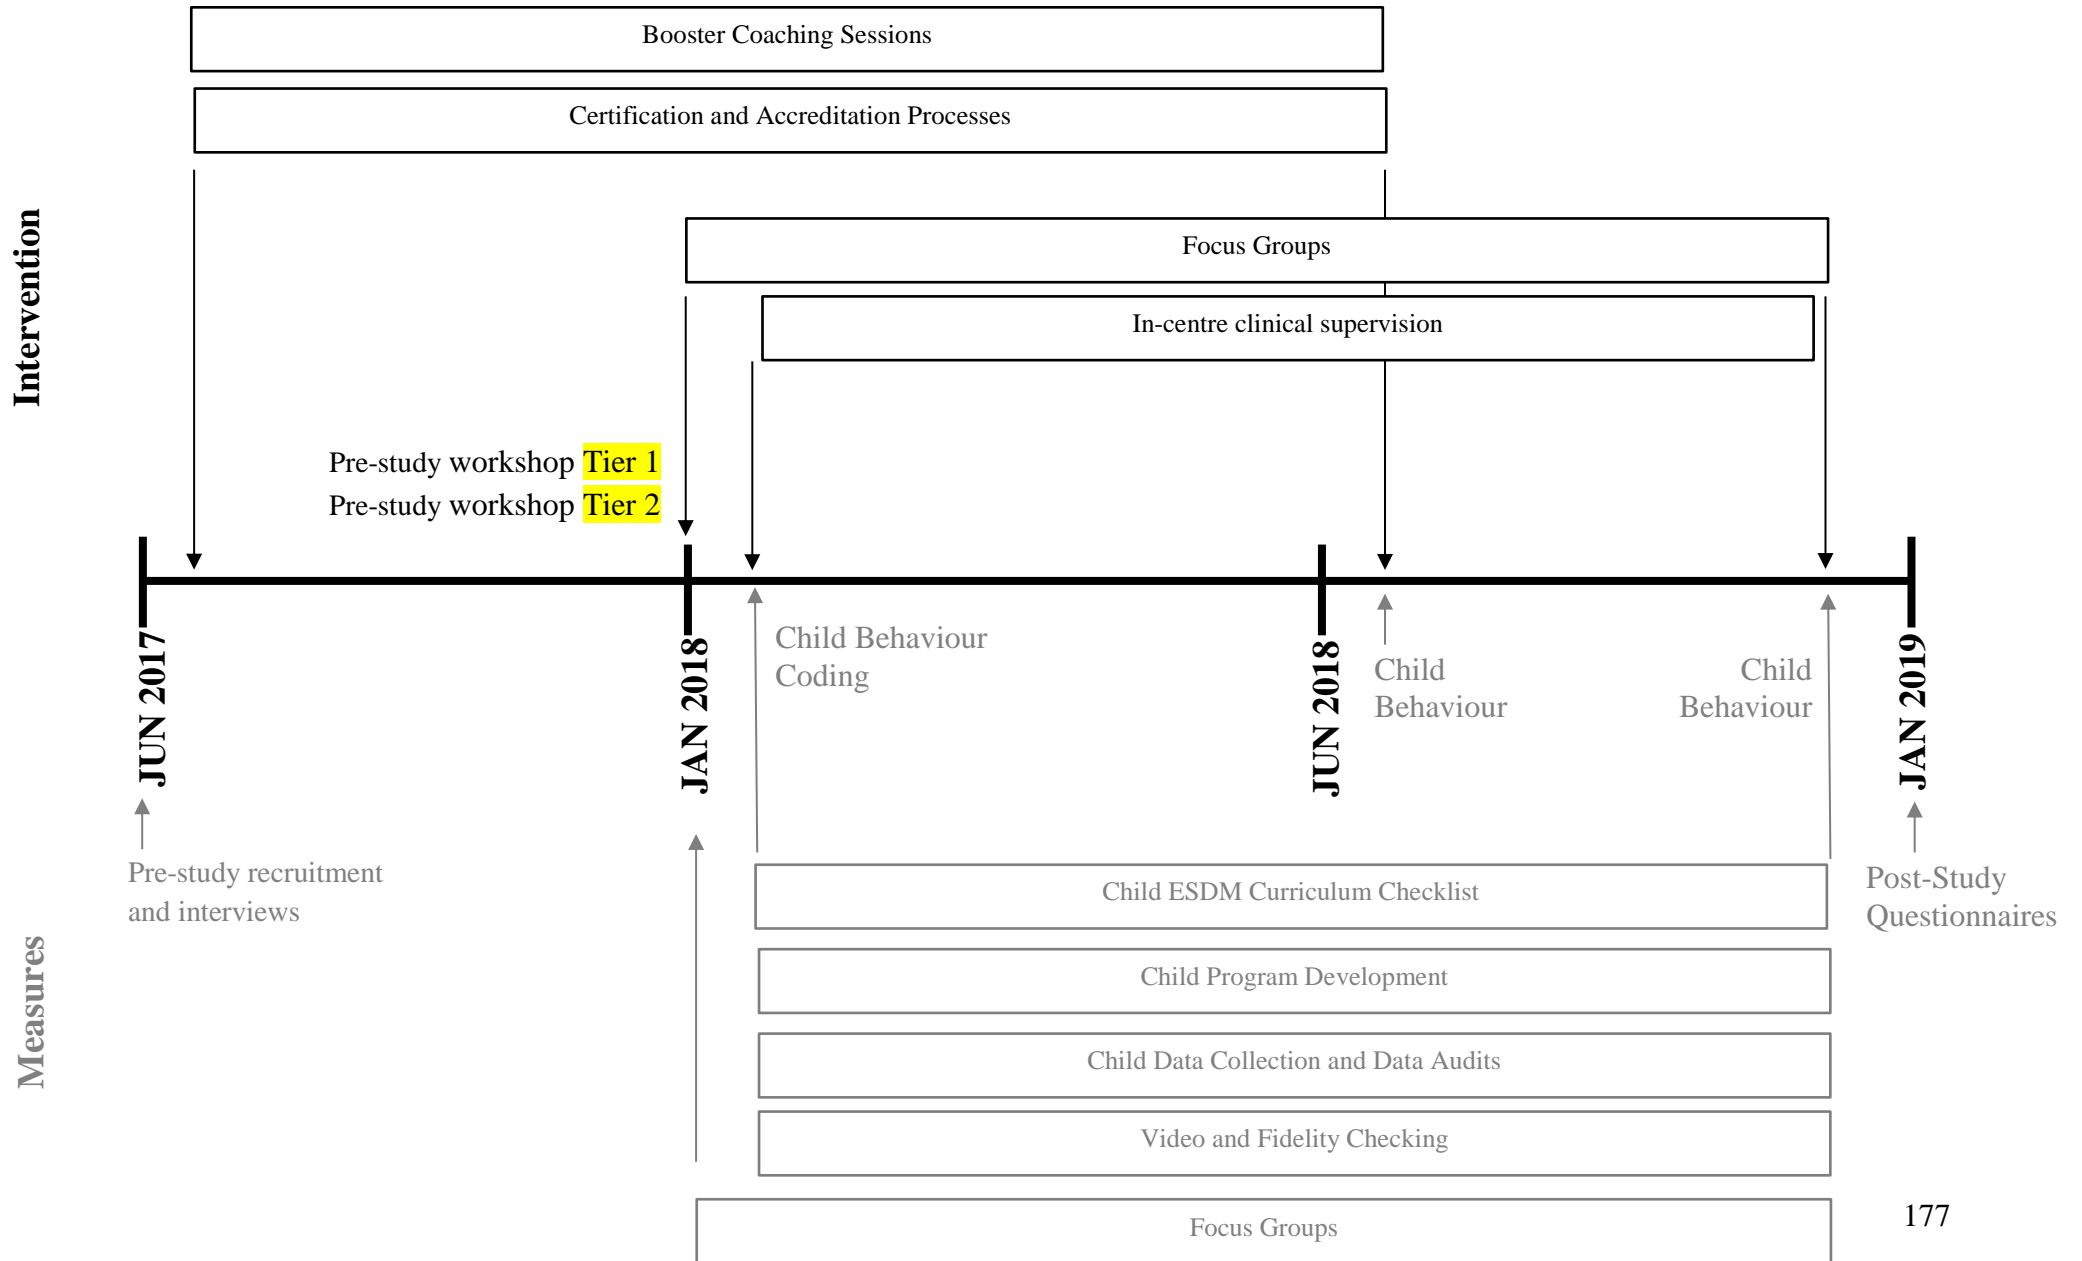 Booster Coaching Sessions
Certification and Accreditation Processes
Intervention
Focus Groups
In-centre clinical supervision
Pre-study workshop Tier 1
Pre-study workshop Tier 2
JUN 2017
JAN 2018
JUN 2018
JAN 2019
Child Behaviour
Coding
Child
Behaviour
Child
Behaviour
Pre-study recruitment
and interviews
Post-Study
Questionnaires
Measures
Child ESDM Curriculum Checklist
Child Program Development
Child Data Collection and Data Audits
Video and Fidelity Checking
Focus Groups
177